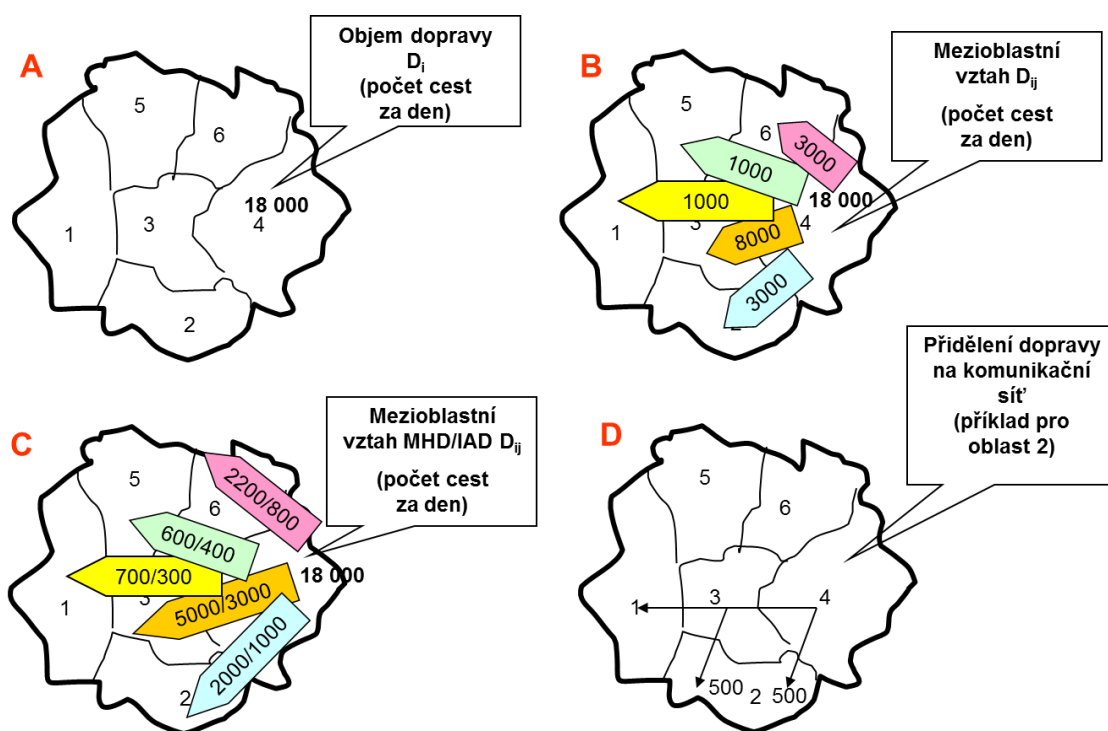 A
Objem dopravy
Di
(počet cest
za den)
5
6
18 000
1
3
4
2
B
Mezioblastní
vztah Dij
(počet cest
za den)
5
6
3000
1000
1000
18 000
1
3
8000
4
3000
2
C
Mezioblastní
vztah MHD/IAD Dij
(počet cest
za den)
5
6
2200/800
600/400
700/300
18 000
1
3
5000/3000
2000/1000
2
D
Přidělení dopravy
na komunikační
síť
(příklad pro
oblast 2)
5
6
1
3
4
500
2
500